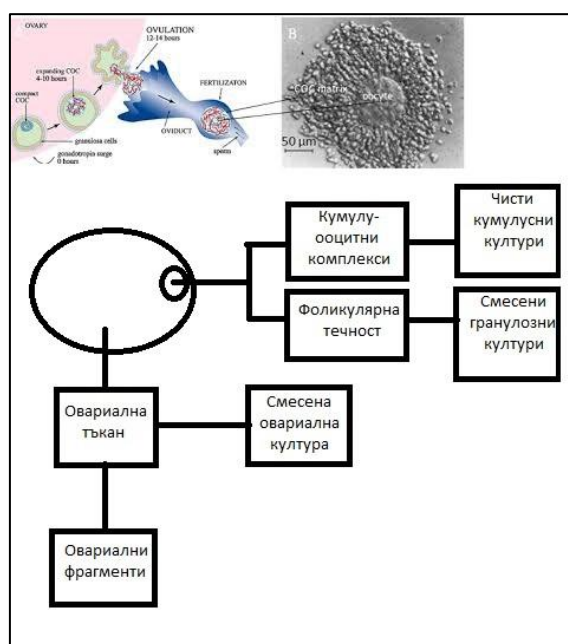 OVARY
OVULATION
12-14 hours
expanding COC
4-10 hours
compact
COC
FERTILIZATON
granulosa cells
gonadotropin surge
0 hours
OVIDUCT
sperm
B
COC matrix
oocyte
50 µm
Кумулу-
ооцитни
комплекси
Чисти
кумулусни
култури
Фоликулярна
течност
Смесени
гранулозни
култури
Овариална
тъкан
Смесена
овариална
култура
Овариални
фрагменти